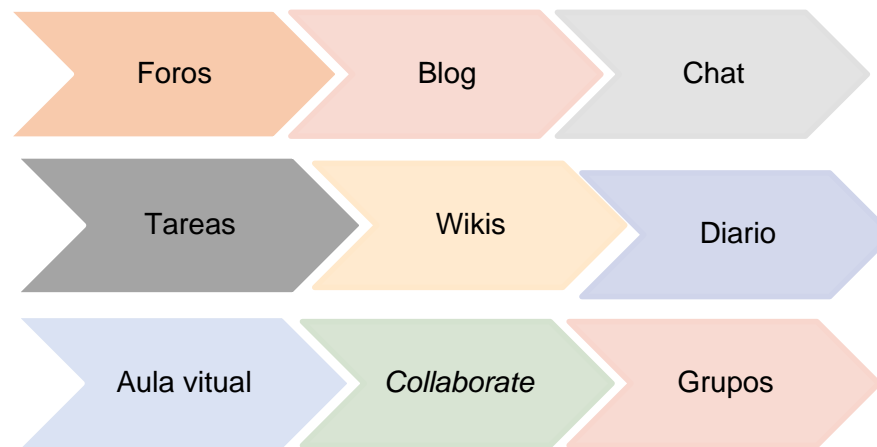 Foros
Blog
Chat
Tareas
Wikis
Diario
Aula vitual
Collaborate
Grupos